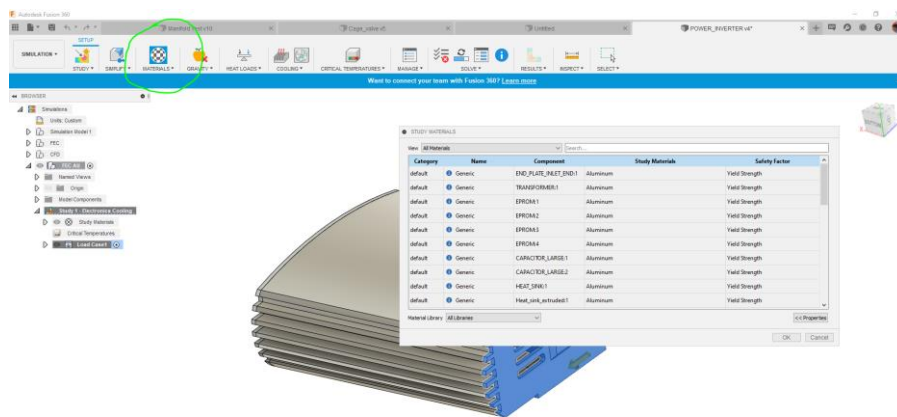 Autodesk Fusion 360
Manifold Test v10
Cage_valve v6
Untitled
POWER_INVERTER v4*
SETUP
SIMULATION
STUDY
SIMPLIFY
MATERIALS
GRAVITY
HEAT LOADS
COOLING
CRITICAL TEMPERATURES
MANAGE
SOLVE
RESULTS
INSPECT
SELECT
Want to connect your team with Fusion 360? Learn more
BROWSER
Simulations
Units: Custom
Simulation Model 1
FEC
CFD
FEC Alt
Named Views
Origin
Model Components
Study 1 - Electronics Cooling
Study Materials
Critical Temperatures
Load Case1
STUDY MATERIALS
View All Materials Search...
Category Name Component Study Materials Safety Factor
default Generic END_PLATE_INLET_END:1 Aluminum Yield Strength
default Generic TRANSFORMER:1 Aluminum Yield Strength
default Generic EPROM:1 Aluminum Yield Strength
default Generic EPROM:2 Aluminum Yield Strength
default Generic EPROM:3 Aluminum Yield Strength
default Generic EPROM:4 Aluminum Yield Strength
default Generic CAPACITOR_LARGE:1 Aluminum Yield Strength
default Generic CAPACITOR_LARGE:2 Aluminum Yield Strength
default Generic HEAT_SINK:1 Aluminum Yield Strength
default Generic Heat_sink_extruded:1 Aluminum Yield Strength
Material Library All Libraries << Properties
OK Cancel